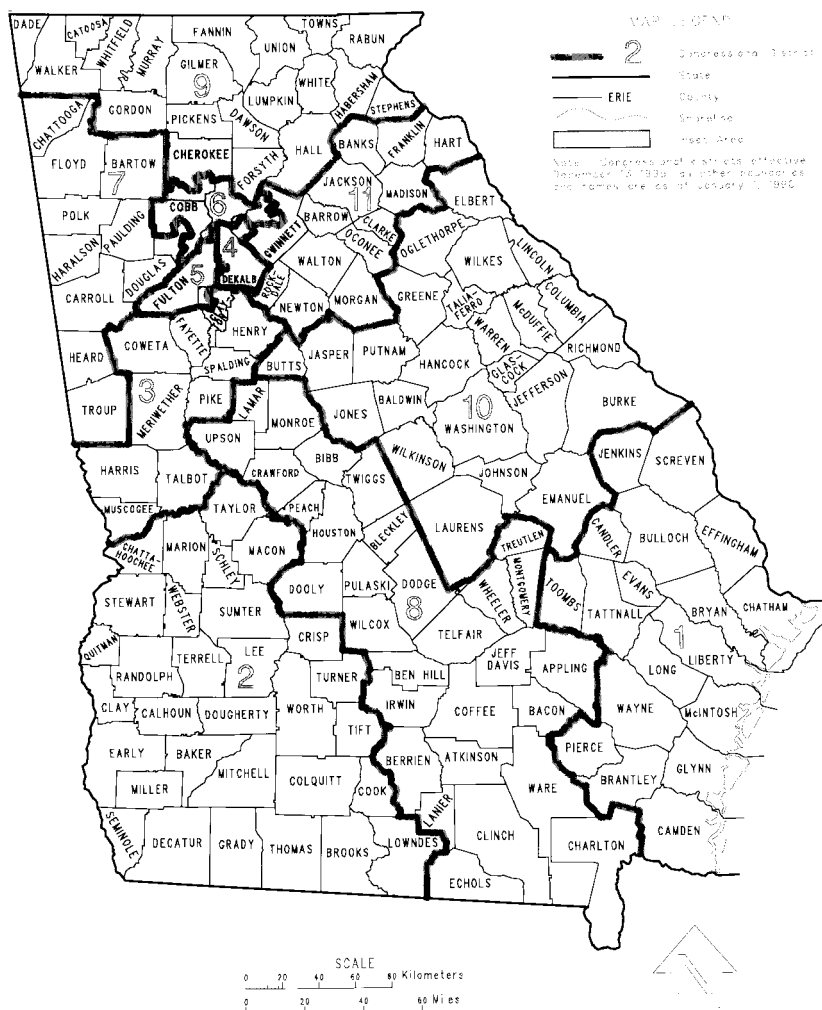 MAP LEGEND
2 Congressional District
State
ERIE County
Shoreline
Inset Area
Note: Congressional districts effective
December 13, 1995; all other boundaries
and names are as of January 1, 1990
DADE
CATOOSA
WHITFIELD
MURRAY
FANNIN
UNION
TOWNS
RABUN
WALKER
GILMER
9
LUMPKIN
WHITE
HABERSHAM
STEPHENS
CHATTOOGA
GORDON
PICKENS
DAWSON
HALL
BANKS
FRANKLIN
HART
FLOYD
BARTOW
7
CHEROKEE
FORSYTH
JACKSON
11
MADISON
ELBERT
POLK
PAULDING
COBB
6
GWINNETT
BARROW
CLARKE
OCONEE
OGLETHORPE
WILKES
LINCOLN
HARALSON
DOUGLAS
FULTON
5
4
DEKALB
ROCK-
DALE
WALTON
MORGAN
GREENE
TALIA-
FERRO
McDUFFIE
COLUMBIA
CARROLL
NEWTON
HENRY
FAYETTE
COWETA
HEARD
SPALDING
BUTTS
JASPER
PUTNAM
HANCOCK
WARREN
GLAS-
COCK
RICHMOND
TROUP
3
MERIWETHER
PIKE
LAMAR
MONROE
JONES
BALDWIN
10
WASHINGTON
JEFFERSON
BURKE
UPSON
HARRIS
TALBOT
CRAWFORD
BIBB
TWIGGS
WILKINSON
JOHNSON
EMANUEL
JENKINS
SCREVEN
MUSCOGEE
TAYLOR
PEACH
HOUSTON
BLECKLEY
LAURENS
TREUTLEN
CANDLER
BULLOCH
EFFINGHAM
CHATTA-
HOOCHEE
MARION
SCHLEY
MACON
DOOLY
PULASKI
DODGE
8
WHEELER
MONTGOMERY
TOOMBS
TATTNALL
EVANS
BRYAN
CHATHAM
STEWART
WEBSTER
SUMTER
CRISP
WILCOX
TELFAIR
QUITMAN
RANDOLPH
TERRELL
LEE
2
TURNER
BEN HILL
JEFF
DAVIS
APPLING
1
LONG
LIBERTY
CLAY
CALHOUN
DOUGHERTY
WORTH
TIFT
IRWIN
COFFEE
BACON
WAYNE
McINTOSH
EARLY
BAKER
MITCHELL
COLQUITT
BERRIEN
ATKINSON
PIERCE
BRANTLEY
GLYNN
MILLER
COOK
LANIER
WARE
SEMINOLE
DECATUR
GRADY
THOMAS
BROOKS
LOWNDES
CLINCH
CHARLTON
CAMDEN
ECHOLS
SCALE
0 20 40 60 80 Kilometers
0 20 40 60 Miles